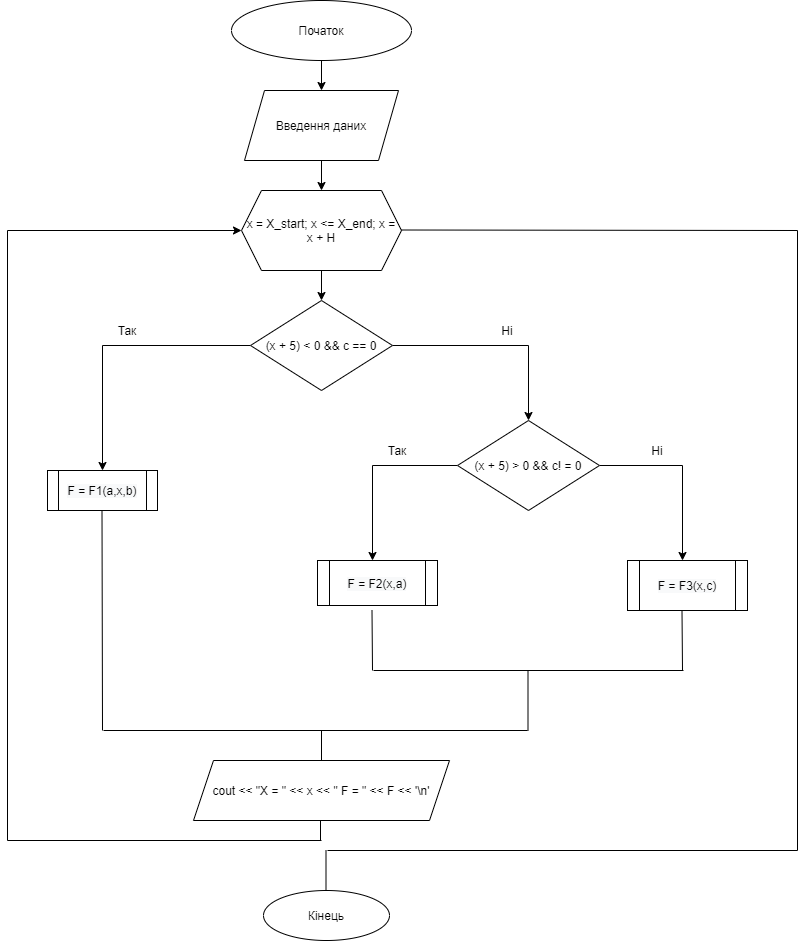 Початок
Введення даних
x = X_start; x <= X_end; x =
x + H
(x + 5) < 0 && c == 0
Так
Ні
(x + 5) > 0 && c! = 0
Так
Ні
F = F1(a,x,b)
F = F2(x,a)
F = F3(x,c)
cout << "X = " << x << " F = " << F << '\n'
Кінець